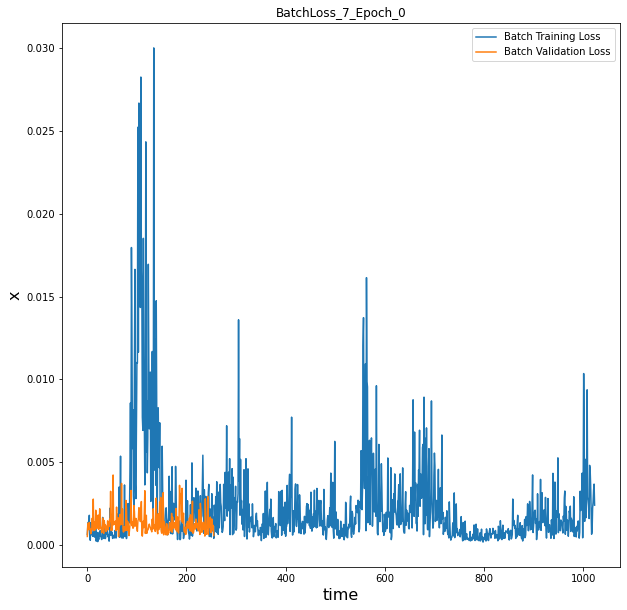 BatchLoss_7_Epoch_0
Batch Training Loss
Batch Validation Loss
0.030
0.025
0.020
0.015
0.010
0.005
0.000
x
0 200 400 600 800 1000
time